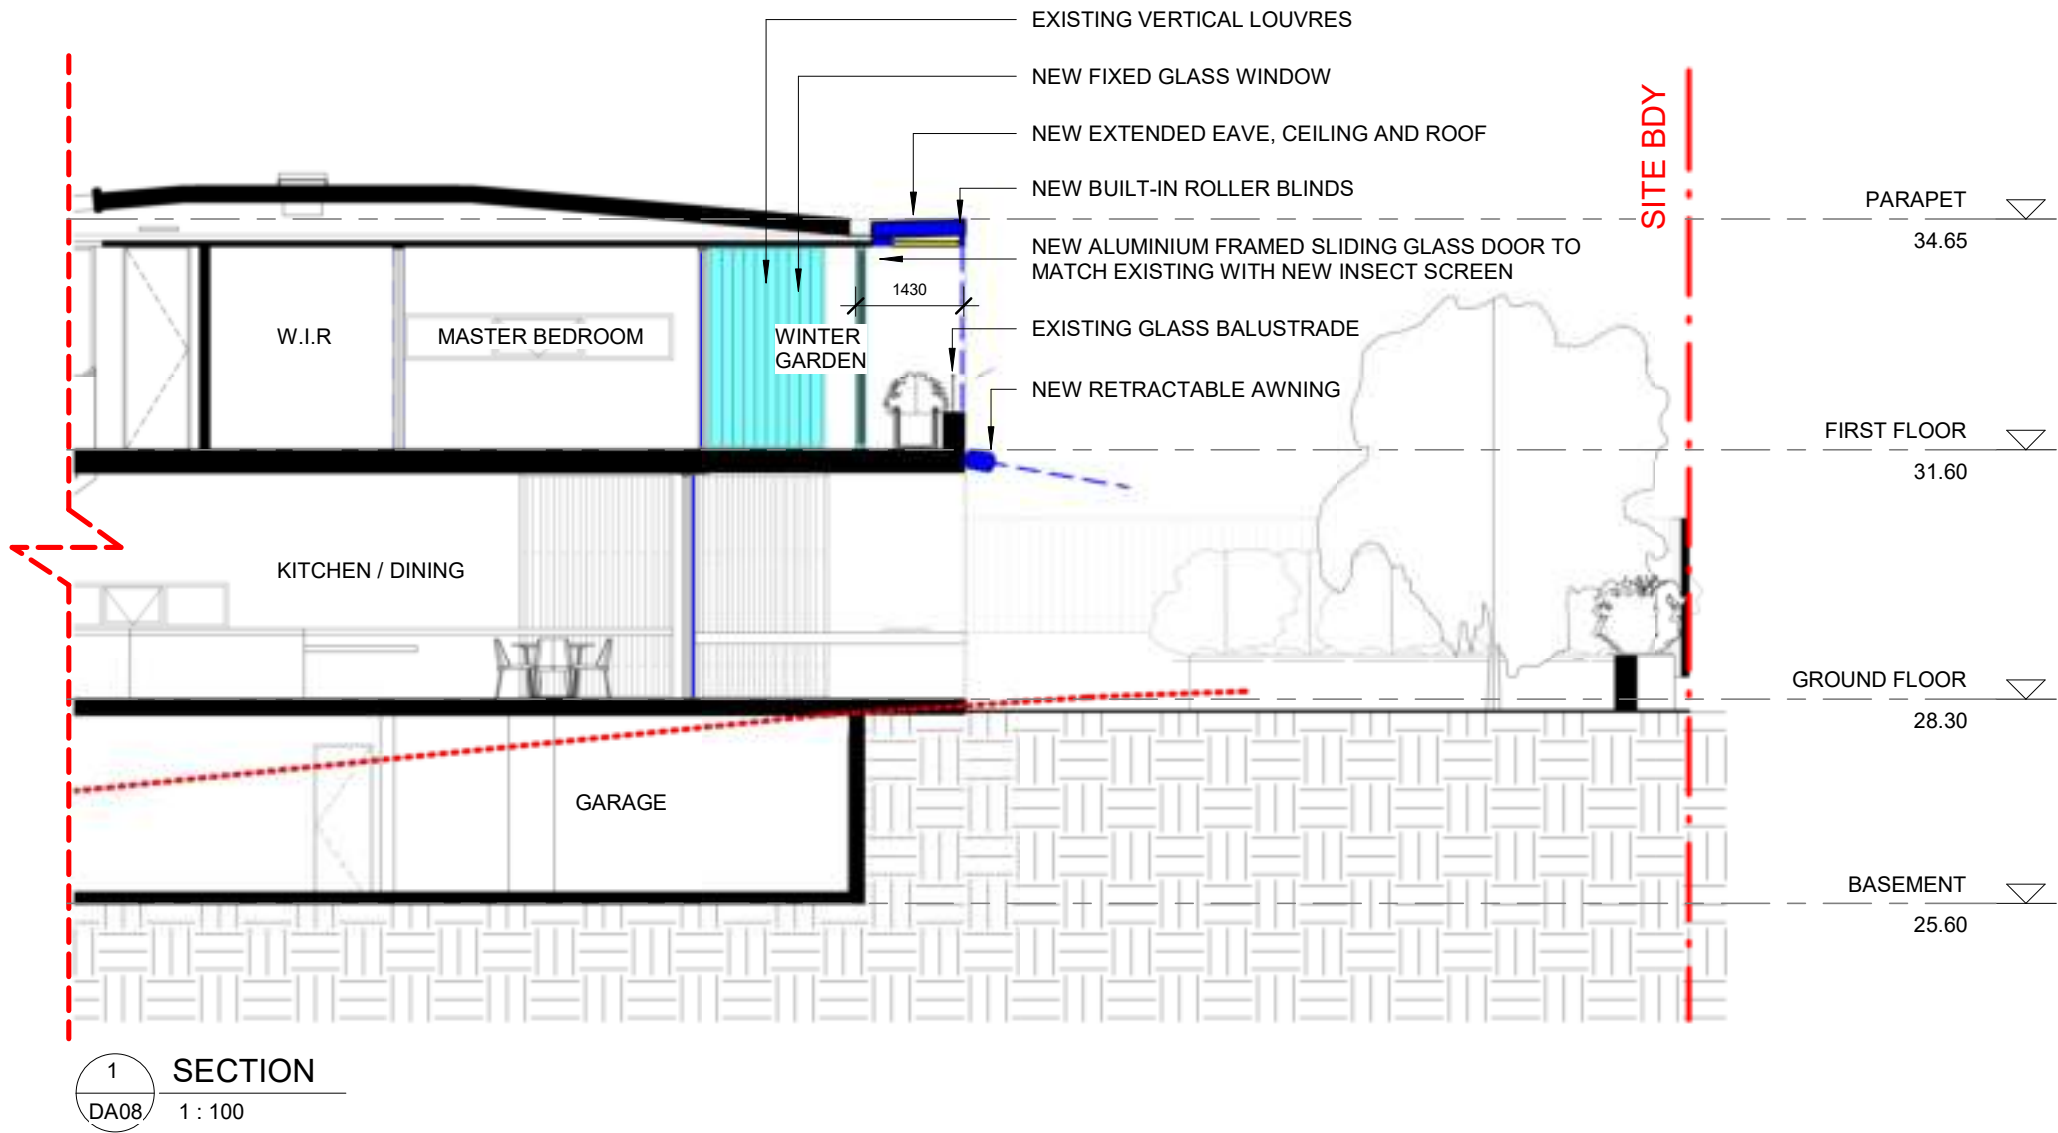 EXISTING VERTICAL LOUVRES
NEW FIXED GLASS WINDOW
NEW EXTENDED EAVE, CEILING AND ROOF
NEW BUILT-IN ROLLER BLINDS
NEW ALUMINIUM FRAMED SLIDING GLASS DOOR TO
MATCH EXISTING WITH NEW INSECT SCREEN
1430
EXISTING GLASS BALUSTRADE
NEW RETRACTABLE AWNING
SITE BDY
PARAPET
34.65
FIRST FLOOR
31.60
GROUND FLOOR
28.30
BASEMENT
25.60
W.I.R
MASTER BEDROOM
WINTER
GARDEN
KITCHEN / DINING
GARAGE
1
DA08
SECTION
1 : 100